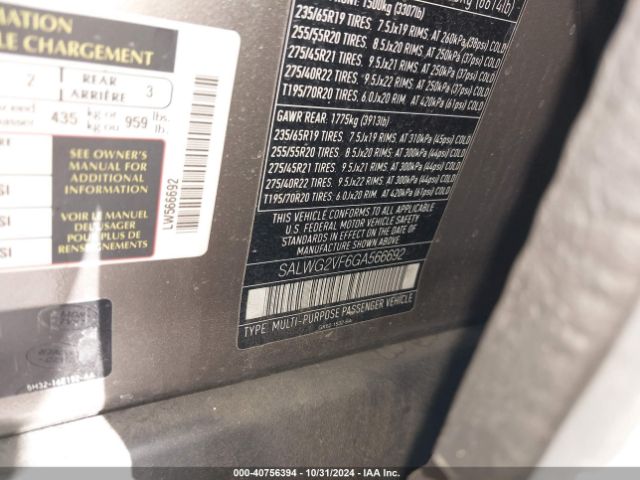 MATION
LE CHARGEMENT
2 REAR ARRIÈRE 3
435 kg or kg ou 959 lbs. lb.
SEE OWNER'S
MANUAL FOR
ADDITIONAL
INFORMATION
VOIR LE MANUEL
DE L'USAGER
POUR PLUS DE
RENSEIGNEMENTS
LW566692
1500kg (3307lb)
235/65R19 TIRES, 7.5Jx19 RIMS, AT 260kPa (38psi) COLD
255/55R20 TIRES, 8.5Jx20 RIMS, AT 250kPa (37psi) COLD
275/45R21 TIRES, 9.5Jx21 RIMS, AT 250kPa (37psi) COLD
275/40R22 TIRES, 9.5Jx22 RIMS, AT 250kPa (37psi) COLD
T195/70R20 TIRES, 6.0Jx20 RIM, AT 420kPa (61psi) COLD
GAWR REAR. 1775kg (3913lb)
235/65R19 TIRES, 7.5Jx19 RIMS, AT 310kPa (45psi) COLD
255/55R20 TIRES, 8.5Jx20 RIMS, AT 300kPa (44psi) COLD
275/45R21 TIRES, 9.5Jx21 RIMS, AT 300kPa (44psi) COLD
275/40R22 TIRES, 9.5Jx22 RIMS, AT 300kPa (44psi) COLD
T195/70R20 TIRES, 6.0Jx20 RIM, AT 420kPa (61psi) COLD
THIS VEHICLE CONFORMS TO ALL APPLICABLE
U.S. FEDERAL MOTOR VEHICLE SAFETY
STANDARDS IN EFFECT ON THE DATE OF
MANUFACTURE SHOWN ABOVE.
SALWG2VF6GA566692
TYPE: MULTI-PURPOSE PASSENGER VEHICLE
000-40756394 - 10/31/2024 - IAA Inc.